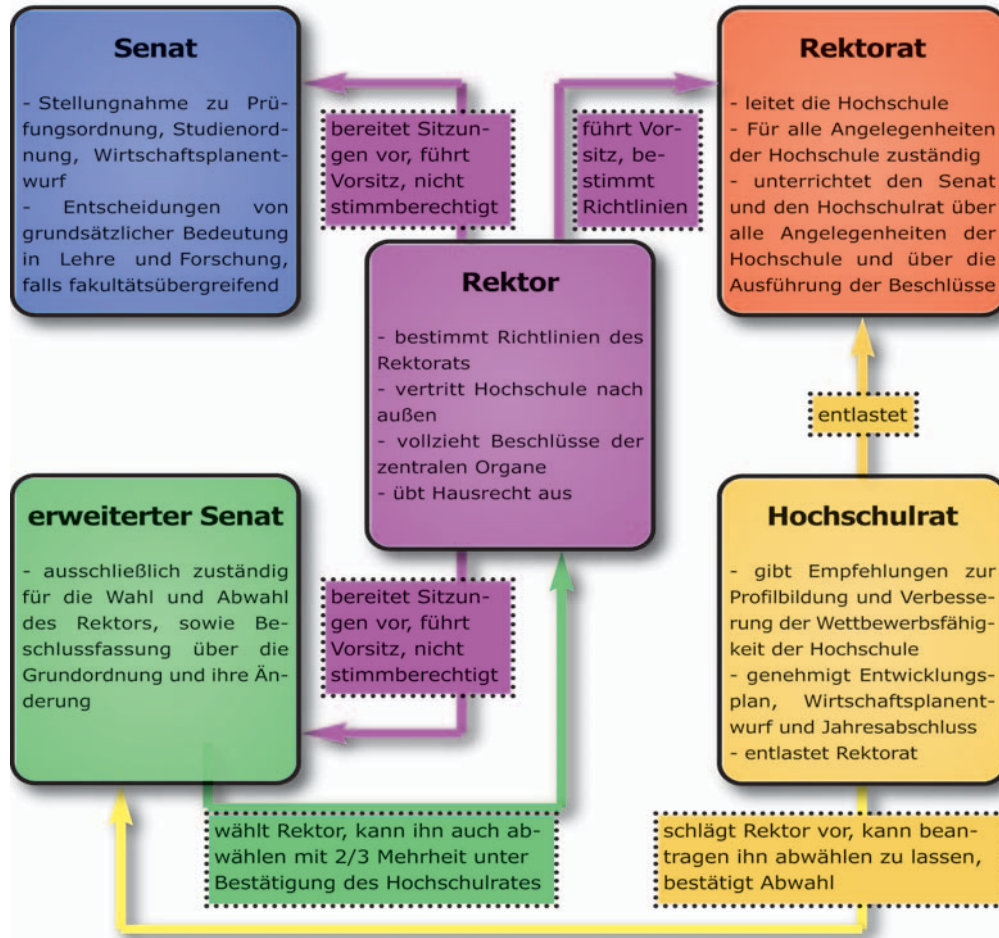 Senat
- Stellungnahme zu Prü-
fungsordnung, Studienord-
nung, Wirtschaftsplanent-
wurf
- Entscheidungen von
grundsätzlicher Bedeutung
in Lehre und Forschung,
falls fakultätsübergreifend
bereitet Sitzun-
gen vor, führt
Vorsitz, nicht
stimmberechtigt
führt Vor-
sitz, be-
stimmt
Richtlinien
Rektorat
- leitet die Hochschule
- Für alle Angelegenheiten
der Hochschule zuständig
- unterrichtet den Senat
und den Hochschulrat über
alle Angelegenheiten der
Hochschule und über die
Ausführung der Beschlüsse
Rektor
- bestimmt Richtlinien des
Rektorats
- vertritt Hochschule nach
außen
- vollzieht Beschlüsse der
zentralen Organe
- übt Hausrecht aus
entlastet
erweiterter Senat
- ausschließlich zuständig
für die Wahl und Abwahl
des Rektors, sowie Be-
schlussfassung über die
Grundordnung und ihre Än-
derung
bereitet Sitzun-
gen vor, führt
Vorsitz, nicht
stimmberechtigt
Hochschulrat
- gibt Empfehlungen zur
Profilbildung und Verbesse-
rung der Wettbewerbsfähig-
keit der Hochschule
- genehmigt Entwicklungs-
plan, Wirtschaftsplanent-
wurf und Jahresabschluss
- entlastet Rektorat
wählt Rektor, kann ihn auch ab-
wählen mit 2/3 Mehrheit unter
Bestätigung des Hochschulrates
schlägt Rektor vor, kann bean-
tragen ihn abwählen zu lassen,
bestätigt Abwahl